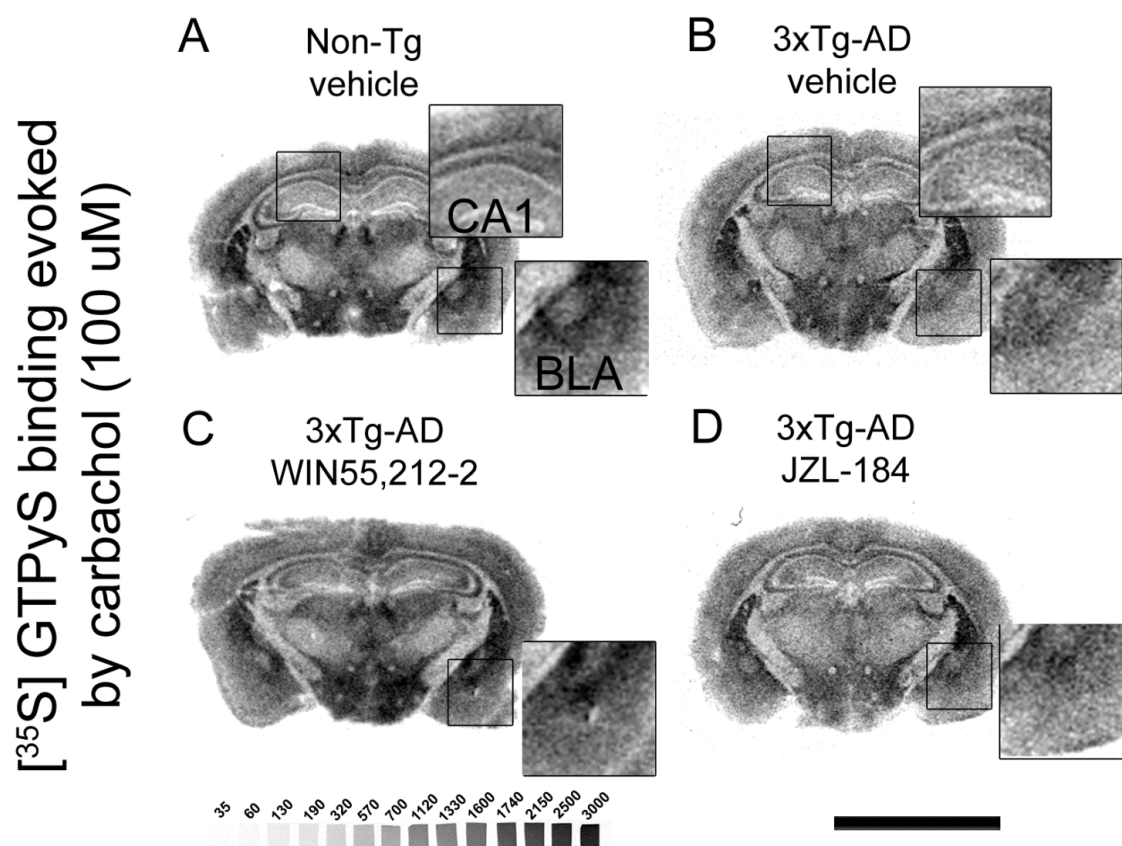 [³⁵S] GTPyS binding evoked
by carbachol (100 uM)
A
Non-Tg
vehicle
CA1
BLA
B
3xTg-AD
vehicle
C
3xTg-AD
WIN55,212-2
D
3xTg-AD
JZL-184
35 60 130 190 320 570 700 1120 1330 1600 1740 2150 2500 3000